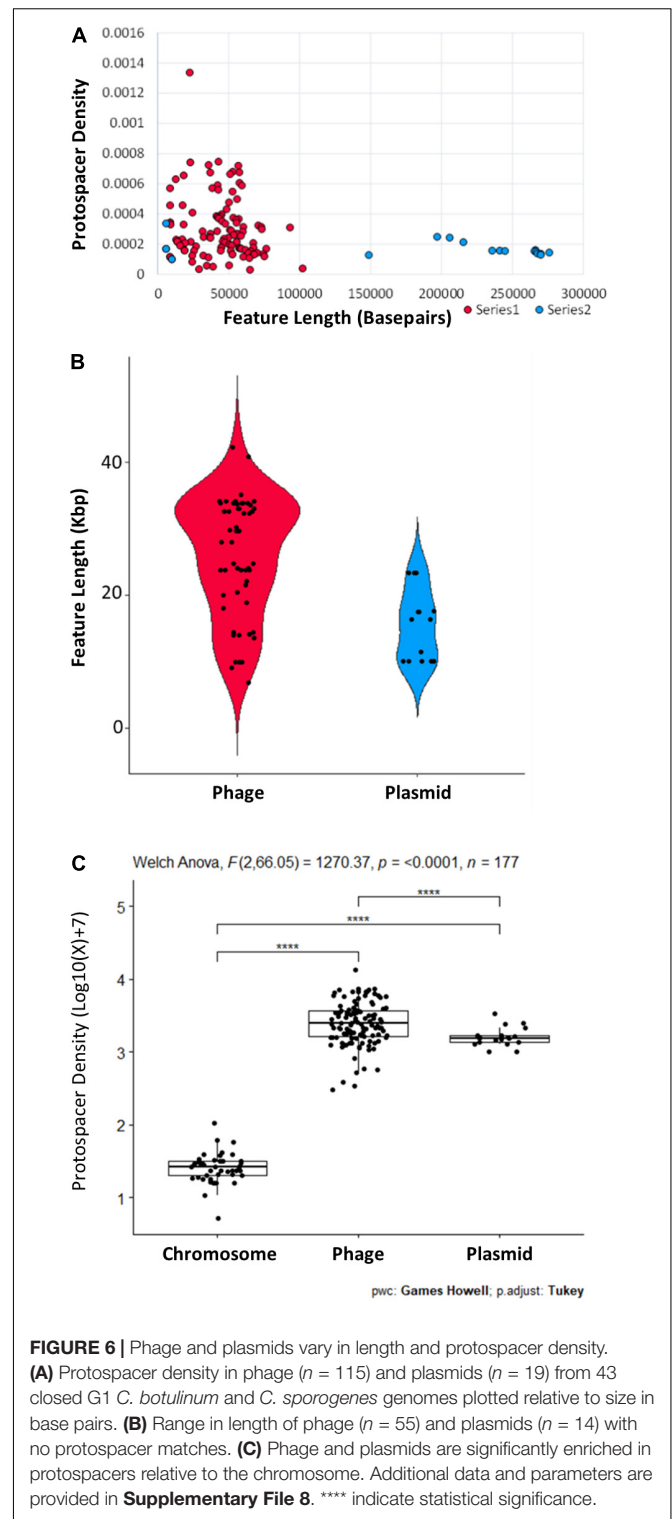 A
0.0016
0.0014
0.0012
0.001
0.0008
0.0006
0.0004
0.0002
0
Protospacer Density
0 50000 100000 150000 200000 250000 300000
Feature Length (Basepairs)
Series1 Series2
B
40
20
0
Feature Length (Kbp)
Phage Plasmid
C
Welch Anova, F(2,66.05) = 1270.37, p = <0.0001, n = 177
****
****
****
5
4
3
2
1
Protospacer Density (Log10(X)+7)
Chromosome Phage Plasmid
pwc: Games Howell; p.adjust: Tukey
FIGURE 6 | Phage and plasmids vary in length and protospacer density.
(A) Protospacer density in phage (n = 115) and plasmids (n = 19) from 43
closed G1 C. botulinum and C. sporogenes genomes plotted relative to size in
base pairs. (B) Range in length of phage (n = 55) and plasmids (n = 14) with
no protospacer matches. (C) Phage and plasmids are significantly enriched in
protospacers relative to the chromosome. Additional data and parameters are
provided in Supplementary File 8. **** indicate statistical significance.